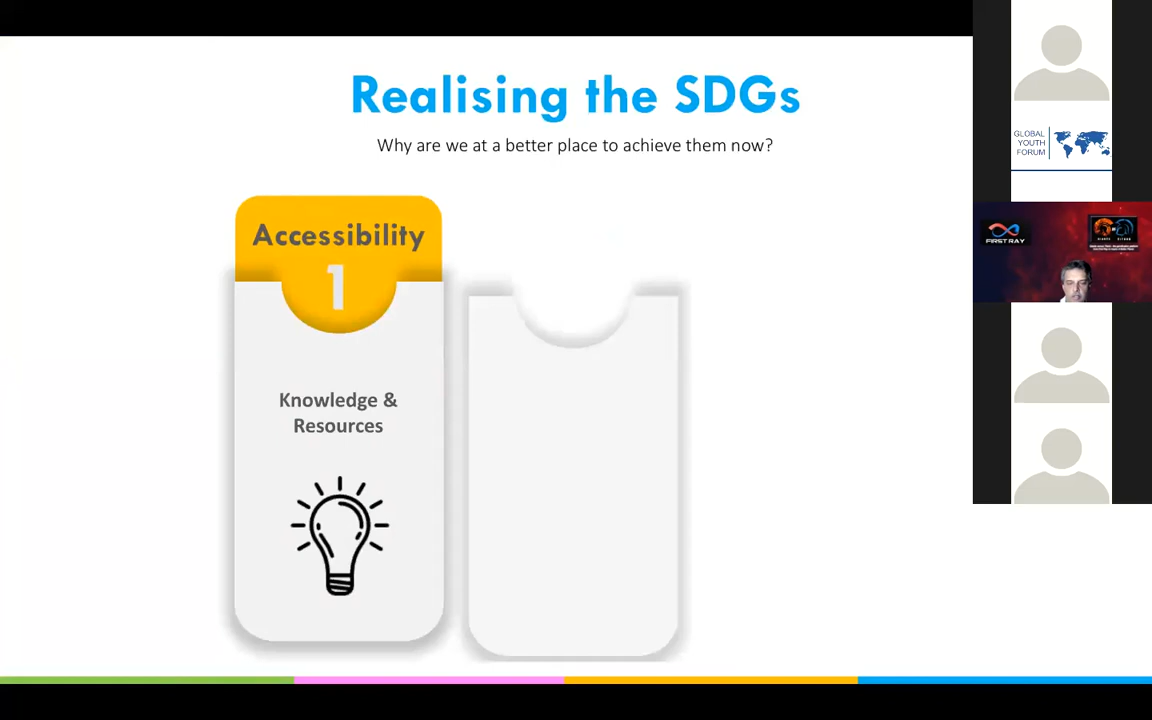 Realising the SDGs
Why are we at a better place to achieve them now?
Accessibility
1
Knowledge &
Resources
GLOBAL
YOUTH
FORUM
FIRST RAY